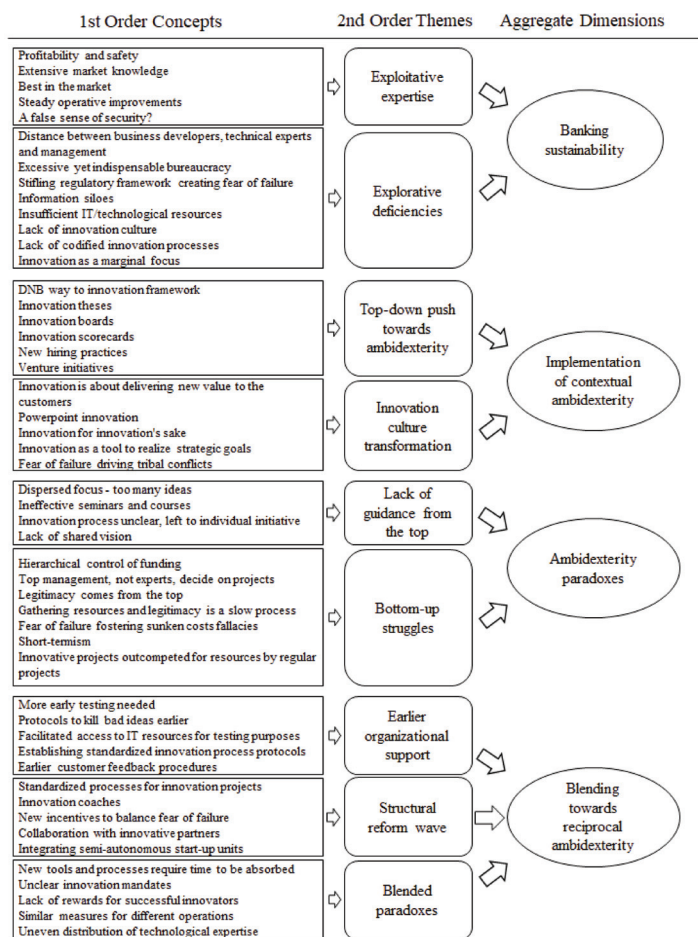 1st Order Concepts
2nd Order Themes
Aggregate Dimensions
Profitability and safety
Extensive market knowledge
Best in the market
Steady operative improvements
A false sense of security?
Exploitative
expertise
Distance between business developers, technical experts
and management
Excessive yet indispensable bureaucracy
Stifling regulatory framework creating fear of failure
Information siloes
Insufficient IT/technological resources
Lack of innovation culture
Lack of codified innovation processes
Innovation as a marginal focus
Explorative
deficiencies
Banking
sustainability
DNB way to innovation framework
Innovation theses
Innovation boards
Innovation scorecards
New hiring practices
Venture initiatives
Top-down push
towards
ambidexterity
Innovation is about delivering new value to the
customers
Powerpoint innovation
Innovation for innovation's sake
Innovation as a tool to realize strategic goals
Fear of failure driving tribal conflicts
Innovation
culture
transformation
Implementation
of contextual
ambidexterity
Dispersed focus - too many ideas
Ineffective seminars and courses
Innovation process unclear, left to individual initiative
Lack of shared vision
Lack of
guidance from
the top
Hierarchical control of funding
Top management, not experts, decide on projects
Legitimacy comes from the top
Gathering resources and legitimacy is a slow process
Fear of failure fostering sunken costs fallacies
Short-termism
Innovative projects outcompeted for resources by regular
projects
Bottom-up
struggles
Ambidexterity
paradoxes
More early testing needed
Protocols to kill bad ideas earlier
Facilitated access to IT resources for testing purposes
Establishing standardized innovation process protocols
Earlier customer feedback procedures
Earlier
organizational
support
Standardized processes for innovation projects
Innovation coaches
New incentives to balance fear of failure
Collaboration with innovative partners
Integrating semi-autonomous start-up units
Structural
reform wave
New tools and processes require time to be absorbed
Unclear innovation mandates
Lack of rewards for successful innovators
Similar measures for different operations
Uneven distribution of technological expertise
Blended
paradoxes
Blending
towards
reciprocal
ambidexterity